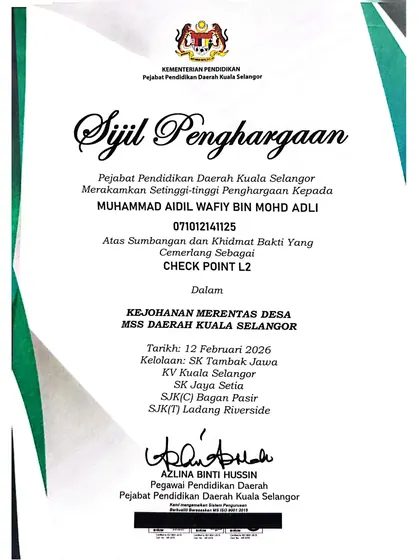 KEMENTERIAN PENDIDIKAN
Pejabat Pendidikan Daerah Kuala Selangor
Sijil Penghargaan
Pejabat Pendidikan Daerah Kuala Selangor
Merakamkan Setinggi-tinggi Penghargaan Kepada
MUHAMMAD AIDIL WAFIY BIN MOHD ADLI
071012141125
Atas Sumbangan dan Khidmat Bakti Yang
Cemerlang Sebagai
CHECK POINT L2
Dalam
KEJOHANAN MERENTAS DESA
MSS DAERAH KUALA SELANGOR
Tarikh: 12 Februari 2026
Kelolaan: SK Tambak Jawa
KV Kuala Selangor
SK Jaya Setia
SJK(C) Bagan Pasir
SJK(T) Ladang Riverside
AZLINA BINTI HUSSIN
Pegawai Pendidikan Daerah
Pejabat Pendidikan Daerah Kuala Selangor
Kami mengamalkan Sistem Pengurusan
Berkualiti Berasaskan MS ISO 9001 2015